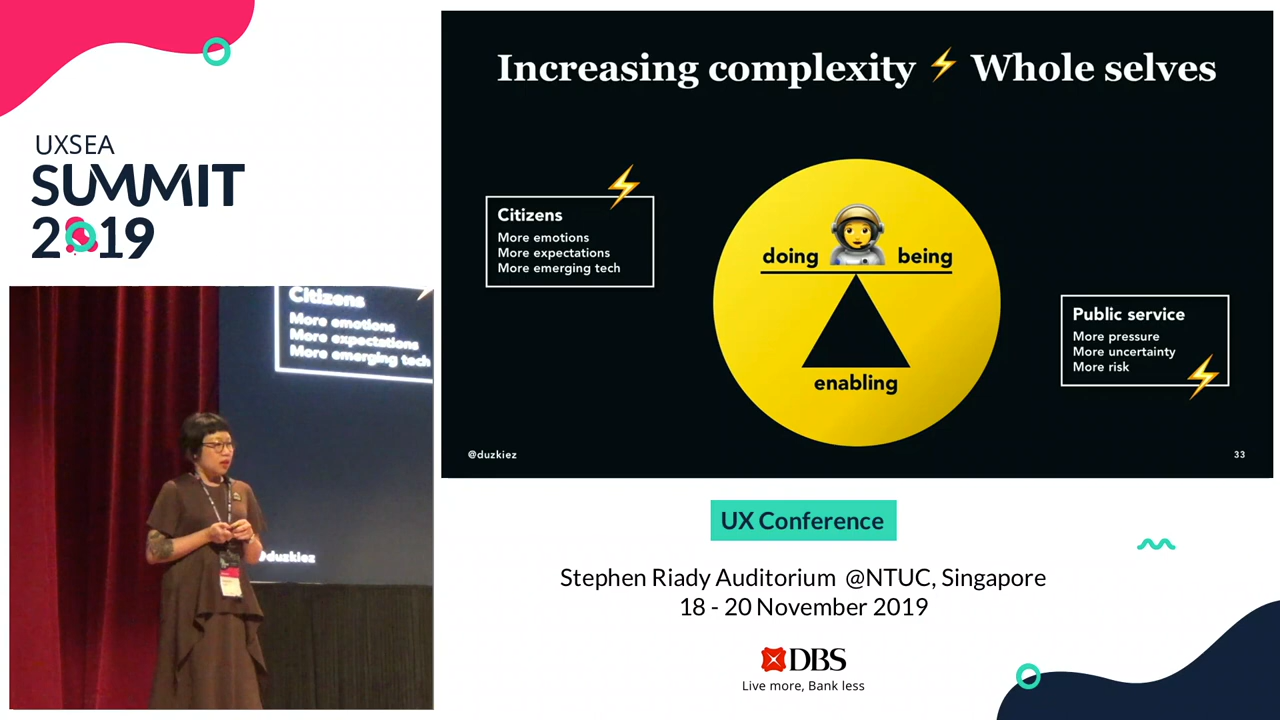 UXSEA
SUMMIT
2019
Increasing complexity ⚡ Whole selves
Citizens
More emotions
More expectations
More emerging tech
doing being
enabling
Public service
More pressure
More uncertainty
More risk
@duzkiez
33
Citizens
More emotions
More expectations
More emerging tech
@duzkiez
UX Conference
Stephen Riady Auditorium @NTUC, Singapore
18 - 20 November 2019
DBS
Live more, Bank less